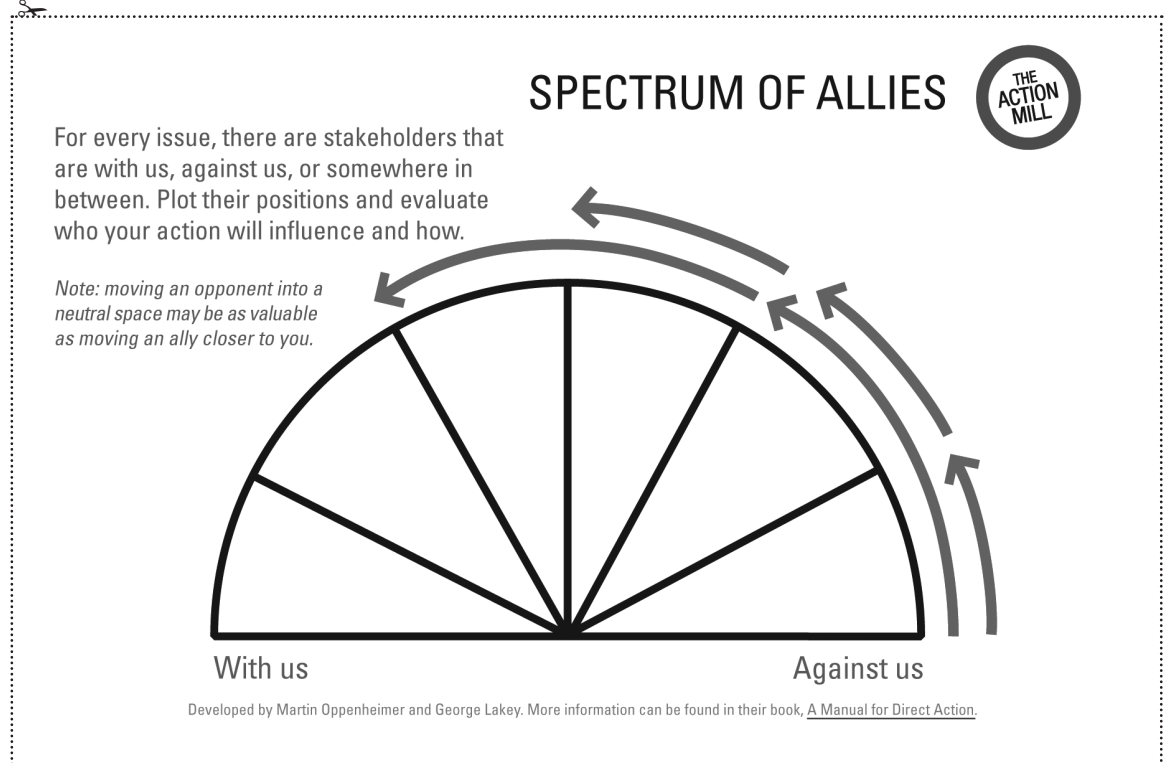 SPECTRUM OF ALLIES
THE
ACTION
MILL
For every issue, there are stakeholders that
are with us, against us, or somewhere in
between. Plot their positions and evaluate
who your action will influence and how.
Note: moving an opponent into a
neutral space may be as valuable
as moving an ally closer to you.
With us
Against us
Developed by Martin Oppenheimer and George Lakey. More information can be found in their book, A Manual for Direct Action.